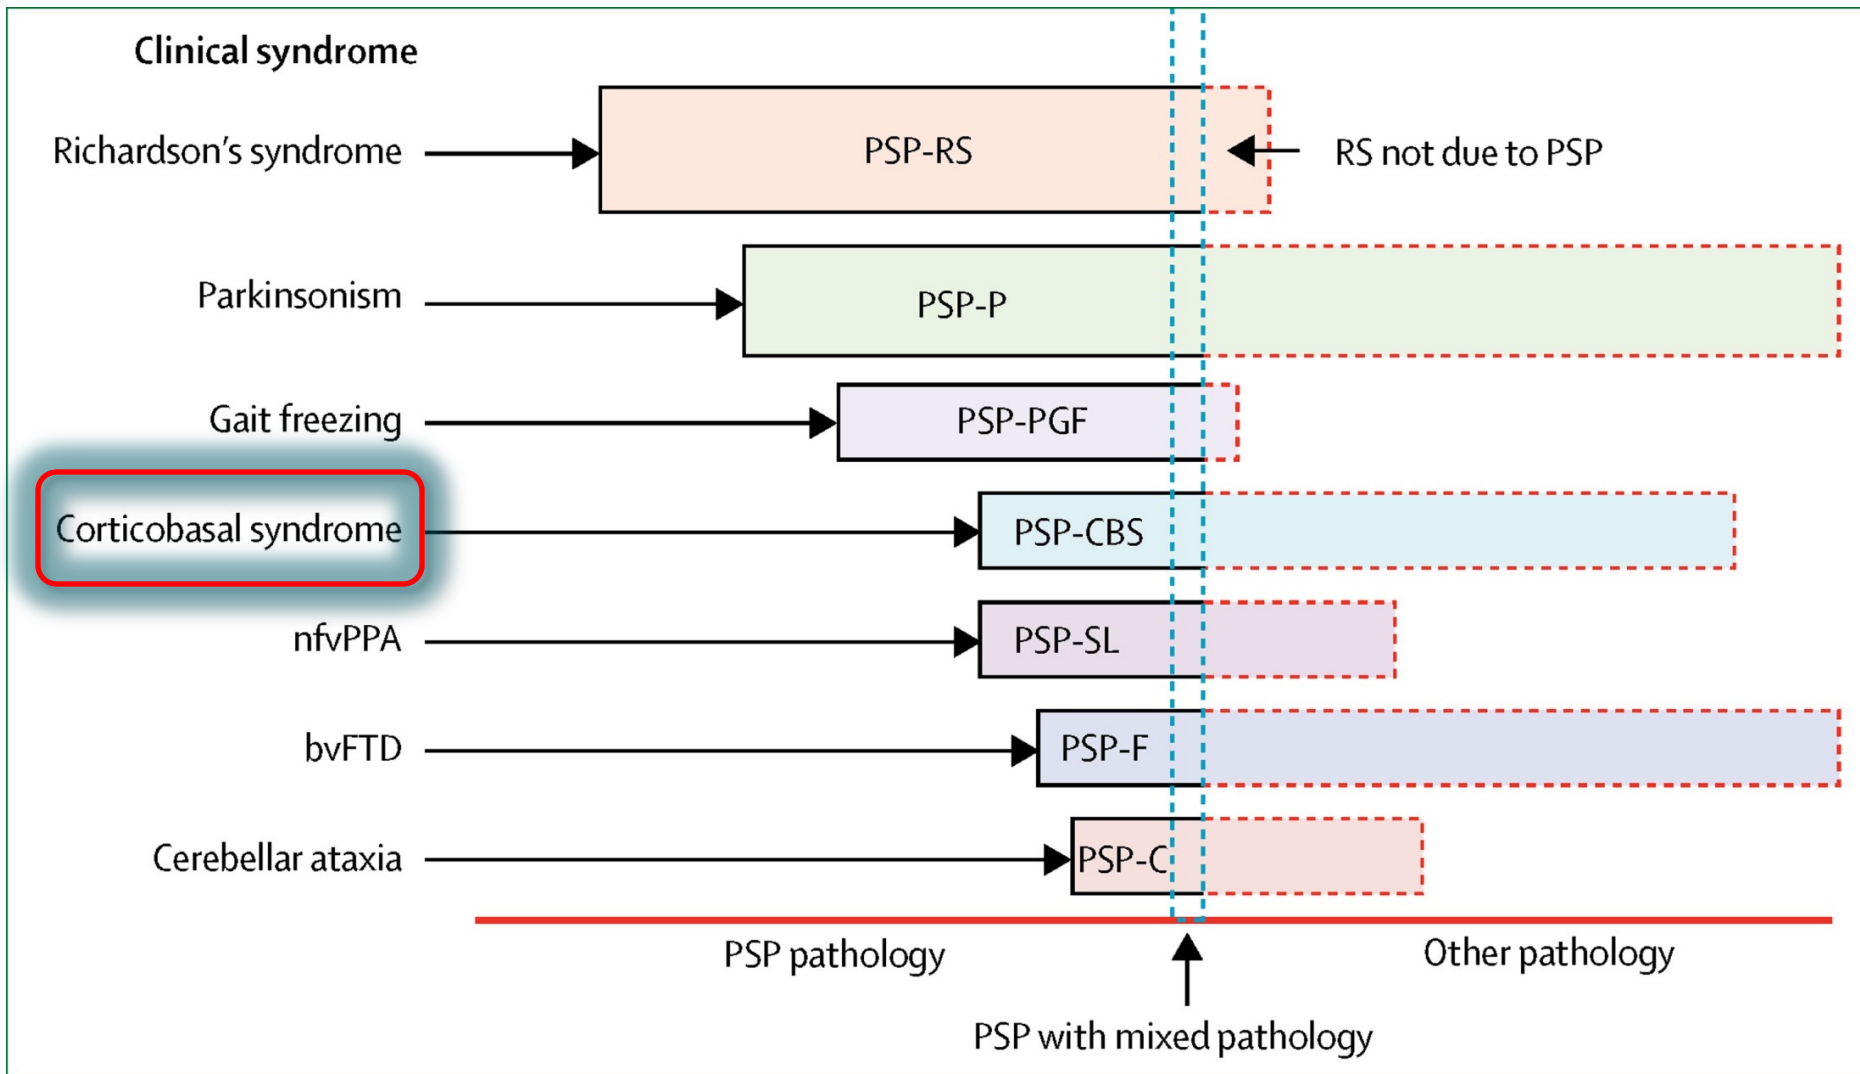 Clinical syndrome
Richardson's syndrome
PSP-RS
RS not due to PSP
Parkinsonism
PSP-P
Gait freezing
PSP-PGF
Corticobasal syndrome
PSP-CBS
nfvPPA
PSP-SL
bvFTD
PSP-F
Cerebellar ataxia
PSP-C
PSP pathology
Other pathology
PSP with mixed pathology